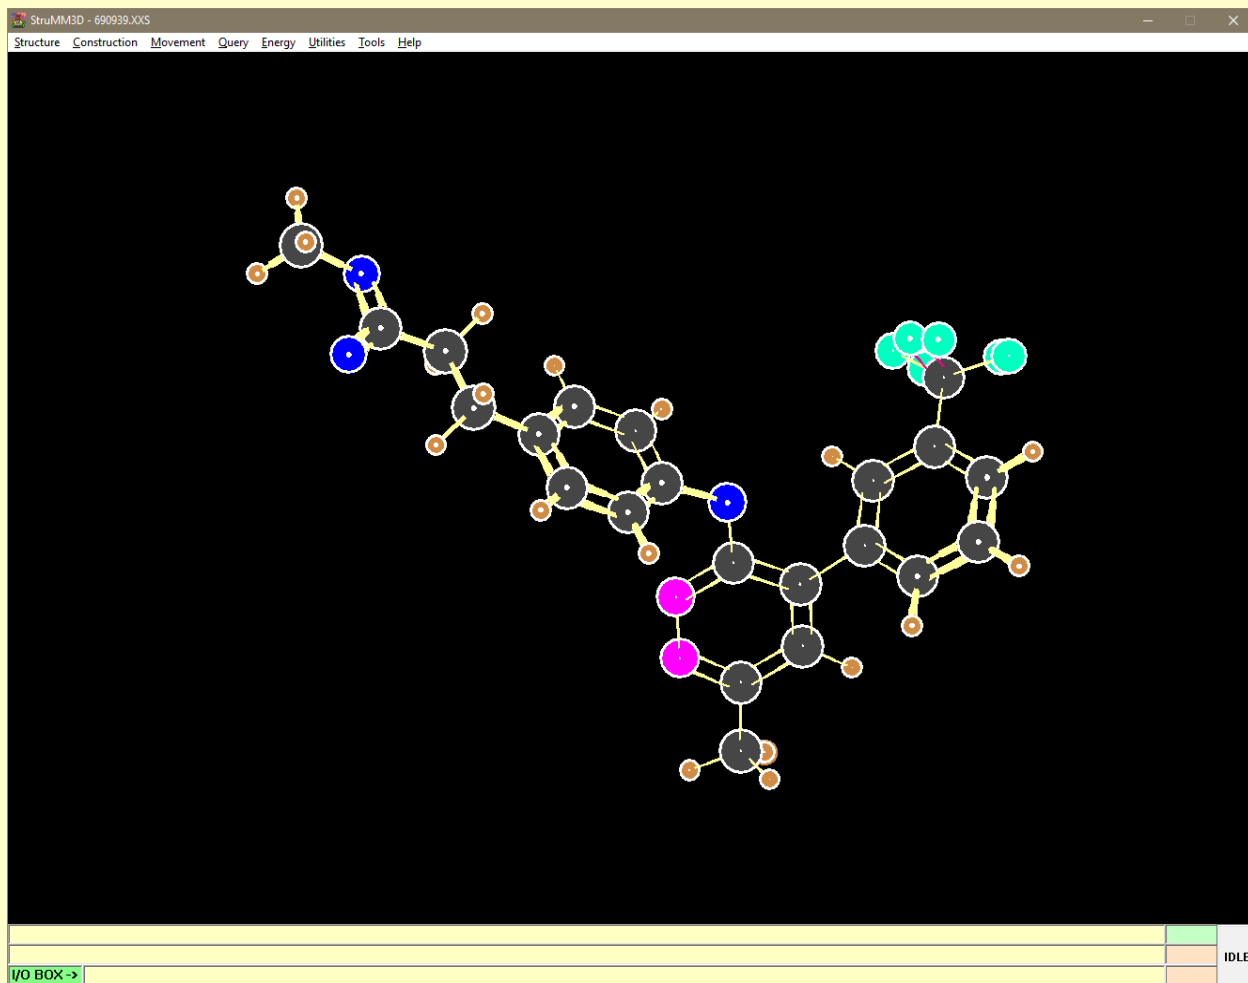 StruMM3D - 690939.XXS
Structure Construction Movement Query Energy Utilities Tools Help
IDLE
I/O BOX ->